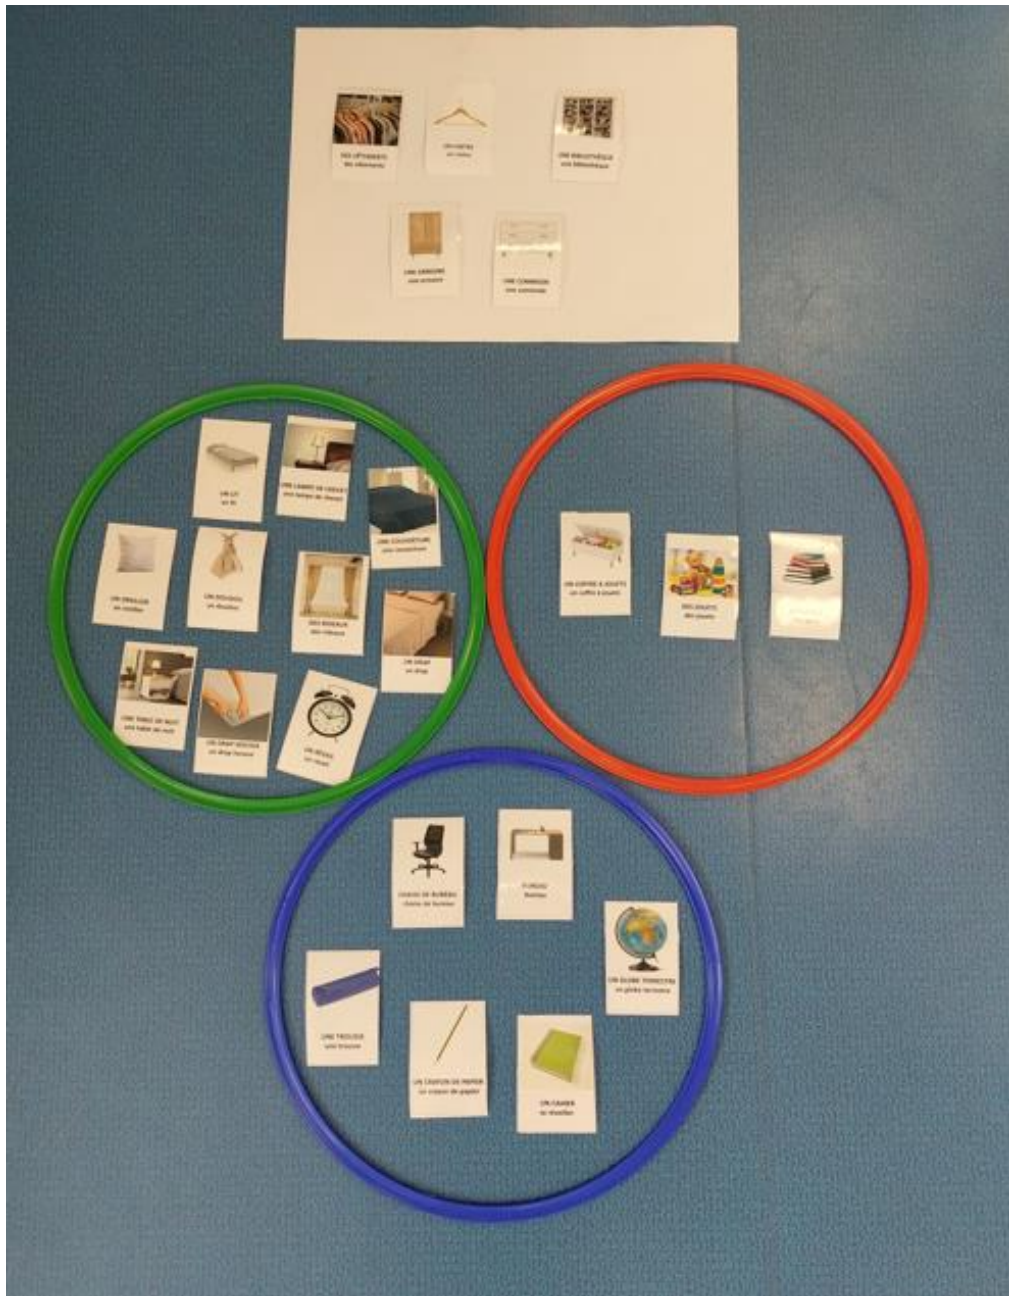 DES VÊTEMENTS
des vêtements
UN CINTRE
un cintre
UNE BIBLIOTHÈQUE
une bibliothèque
UNE ARMOIRE
une armoire
UNE COMMODE
une commode
UN LIT
un lit
UNE LAMPE DE CHEVET
une lampe de chevet
UNE COUVERTURE
une couverture
UN OREILLER
un oreiller
UN DOUDOU
un doudou
DES RIDEAUX
des rideaux
UN DRAP
un drap
UNE TABLE DE NUIT
une table de nuit
UN DRAP HOUSSE
un drap housse
UN RÉVEIL
un réveil
UN COFFRE À JOUETS
un coffre à jouets
DES JOUETS
des jouets
CHAISE DE BUREAU
chaise de bureau
BUREAU
bureau
UN GLOBE TERRESTRE
un globe terrestre
UNE TROUSSE
une trousse
UN CRAYON DE PAPIER
un crayon de papier
UN CAHIER